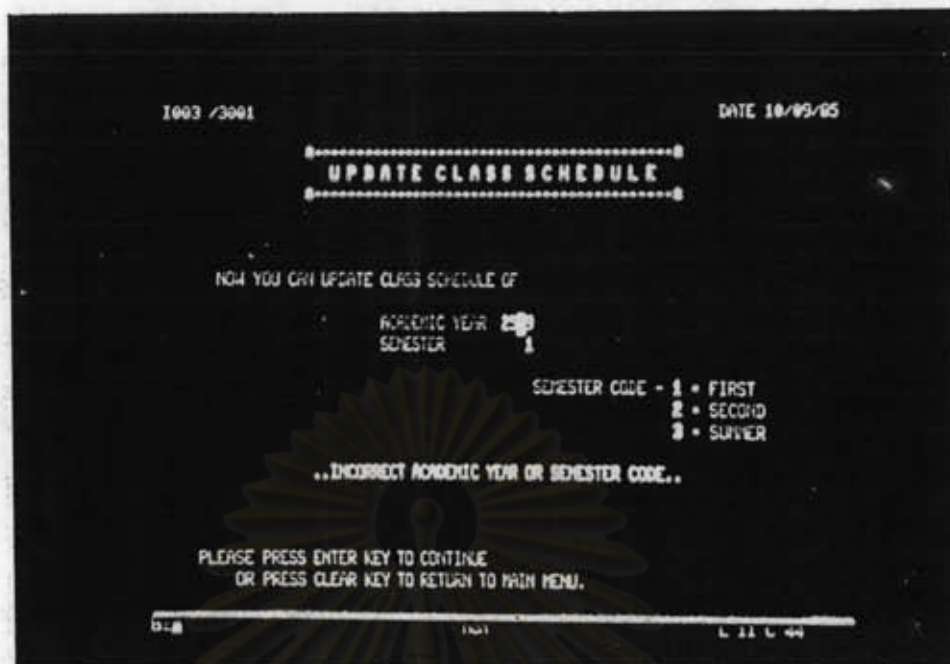 I003 /3001 DATE 10/09/85
UPDATE CLASS SCHEDULE
NOW YOU CAN UPDATE CLASS SCHEDULE OF
ACADEMIC YEAR
SEMESTER 1
SEMESTER CODE - 1 = FIRST
2 = SECOND
3 = SUMMER
..INCORRECT ACADEMIC YEAR OR SEMESTER CODE..
PLEASE PRESS ENTER KEY TO CONTINUE
OR PRESS CLEAR KEY TO RETURN TO MAIN MENU.
L 11 C 44